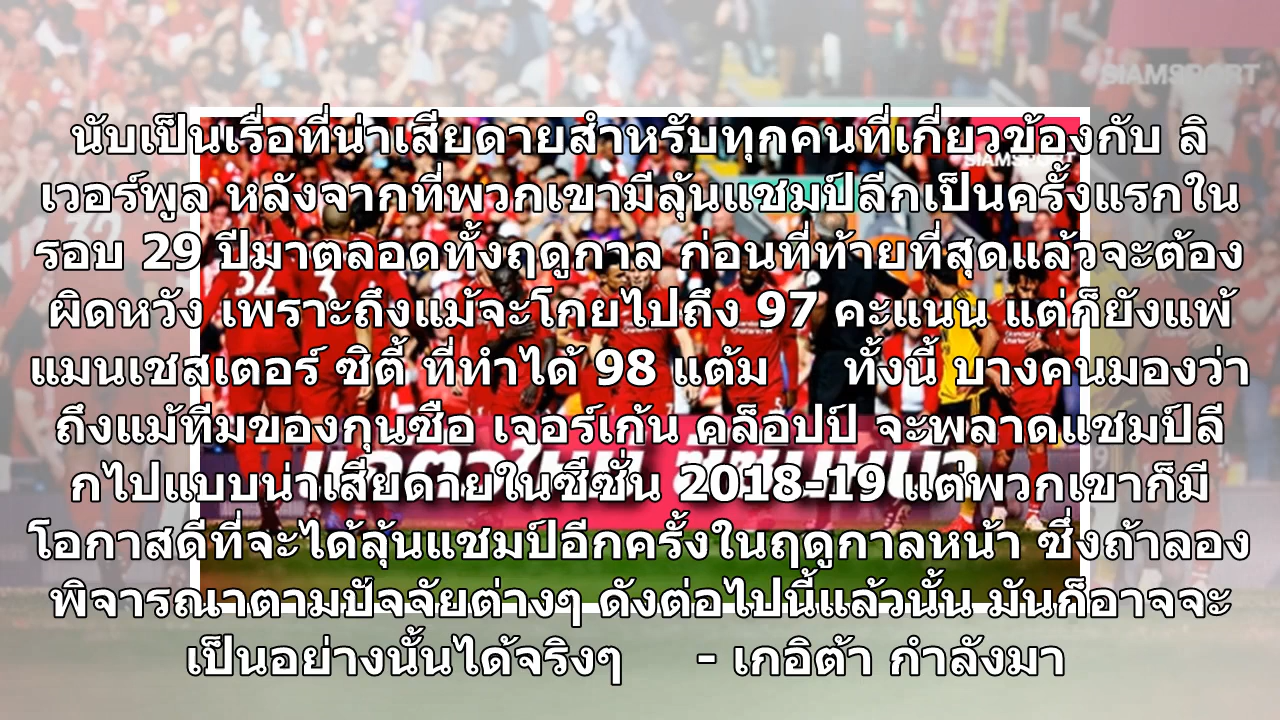 SIAMSPORT
นับเป็นเรื่อที่น่าเสียดายสำหรับทุกคนที่เกี่ยวข้องกับ ลิ
SIAMSPORT
เวอร์พูล หลังจากที่พวกเขามีลุ้นแชมป์ลีกเป็นครั้งแรกใน
รอบ 29 ปีมาตลอดทั้งฤดูกาล ก่อนที่ท้ายที่สุดแล้วจะต้อง
ผิดหวัง เพราะถึงแม้จะโกยไปถึง 97 คะแนน แต่ก็ยังแพ้
แมนเชสเตอร์ ซิตี้ ที่ทำได้ 98 แต้ม ทั้งนี้ บางคนมองว่า
ถึงแม้ทีมของกุนซือ เจอร์เก้น คล็อปป์ จะพลาดแชมป์ลี
กไปแบบน่าเสียดายในซีซั่น 2018-19 แต่พวกเขาก็มี
โอกาสดีที่จะได้ลุ้นแชมป์อีกครั้งในฤดูกาลหน้า ซึ่งถ้าลอง
พิจารณาตามปัจจัยต่างๆ ดังต่อไปนี้แล้วนั้น มันก็อาจจะ
เป็นอย่างนั้นได้จริงๆ - เกอิต้า กำลังมา